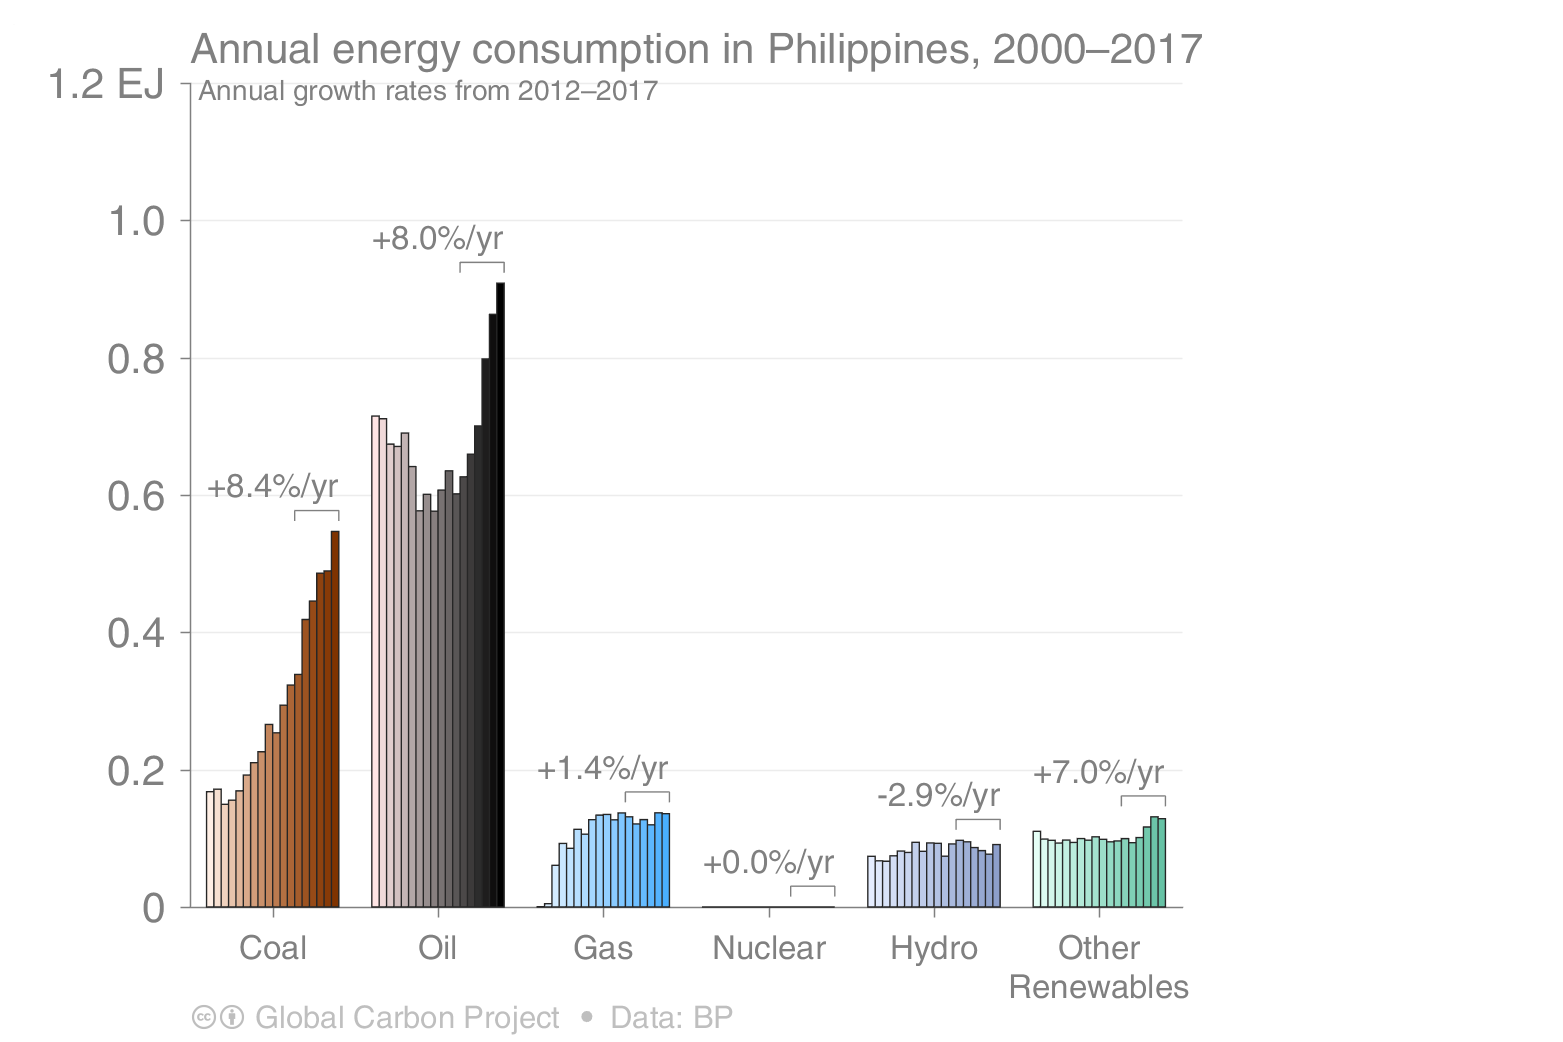 Annual energy consumption in Philippines, 2000–2017
1.2 EJ
Annual growth rates from 2012–2017
1.0
+8.0%/yr
0.8
0.6
+8.4%/yr
0.4
0.2
+1.4%/yr
+7.0%/yr
-2.9%/yr
+0.0%/yr
0
Coal
Oil
Gas
Nuclear
Hydro
Other
Renewables
cc Global Carbon Project • Data: BP